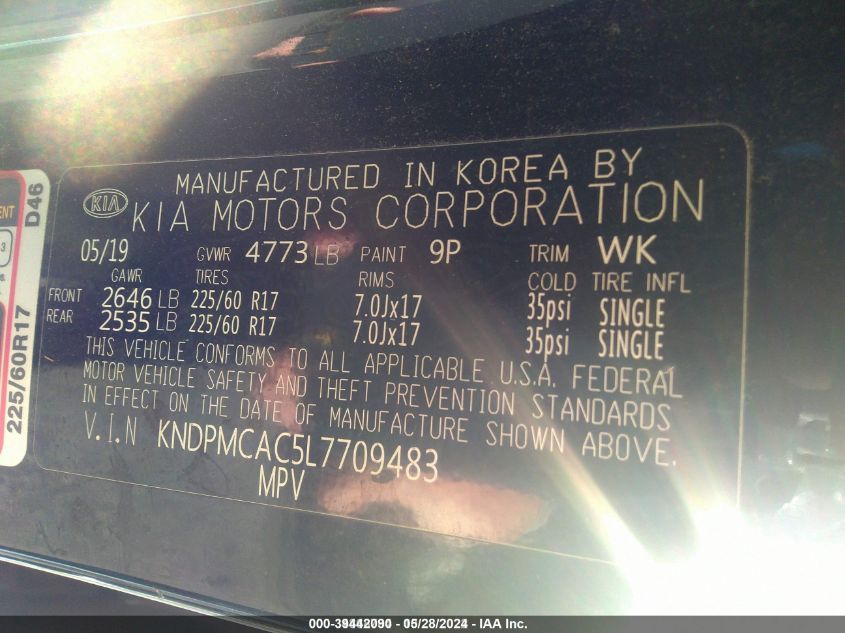 MANUFACTURED IN KOREA BY
KIA KIA MOTORS CORPORATION
05/19 GVWR 4773 LB PAINT 9P TRIM WK
GAWR TIRES RIMS COLD TIRE INFL
FRONT 2646 LB 225/60 R17 7.0Jx17 35psi SINGLE
REAR 2535 LB 225/60 R17 7.0Jx17 35psi SINGLE
THIS VEHICLE CONFORMS TO ALL APPLICABLE U.S.A. FEDERAL
MOTOR VEHICLE SAFETY AND THEFT PREVENTION STANDARDS
IN EFFECT ON THE DATE OF MANUFACTURE SHOWN ABOVE.
V.I.N KNDPMCAC5L7709483
MPV
D46
225/60R17
/28/2024 - IAA Inc.